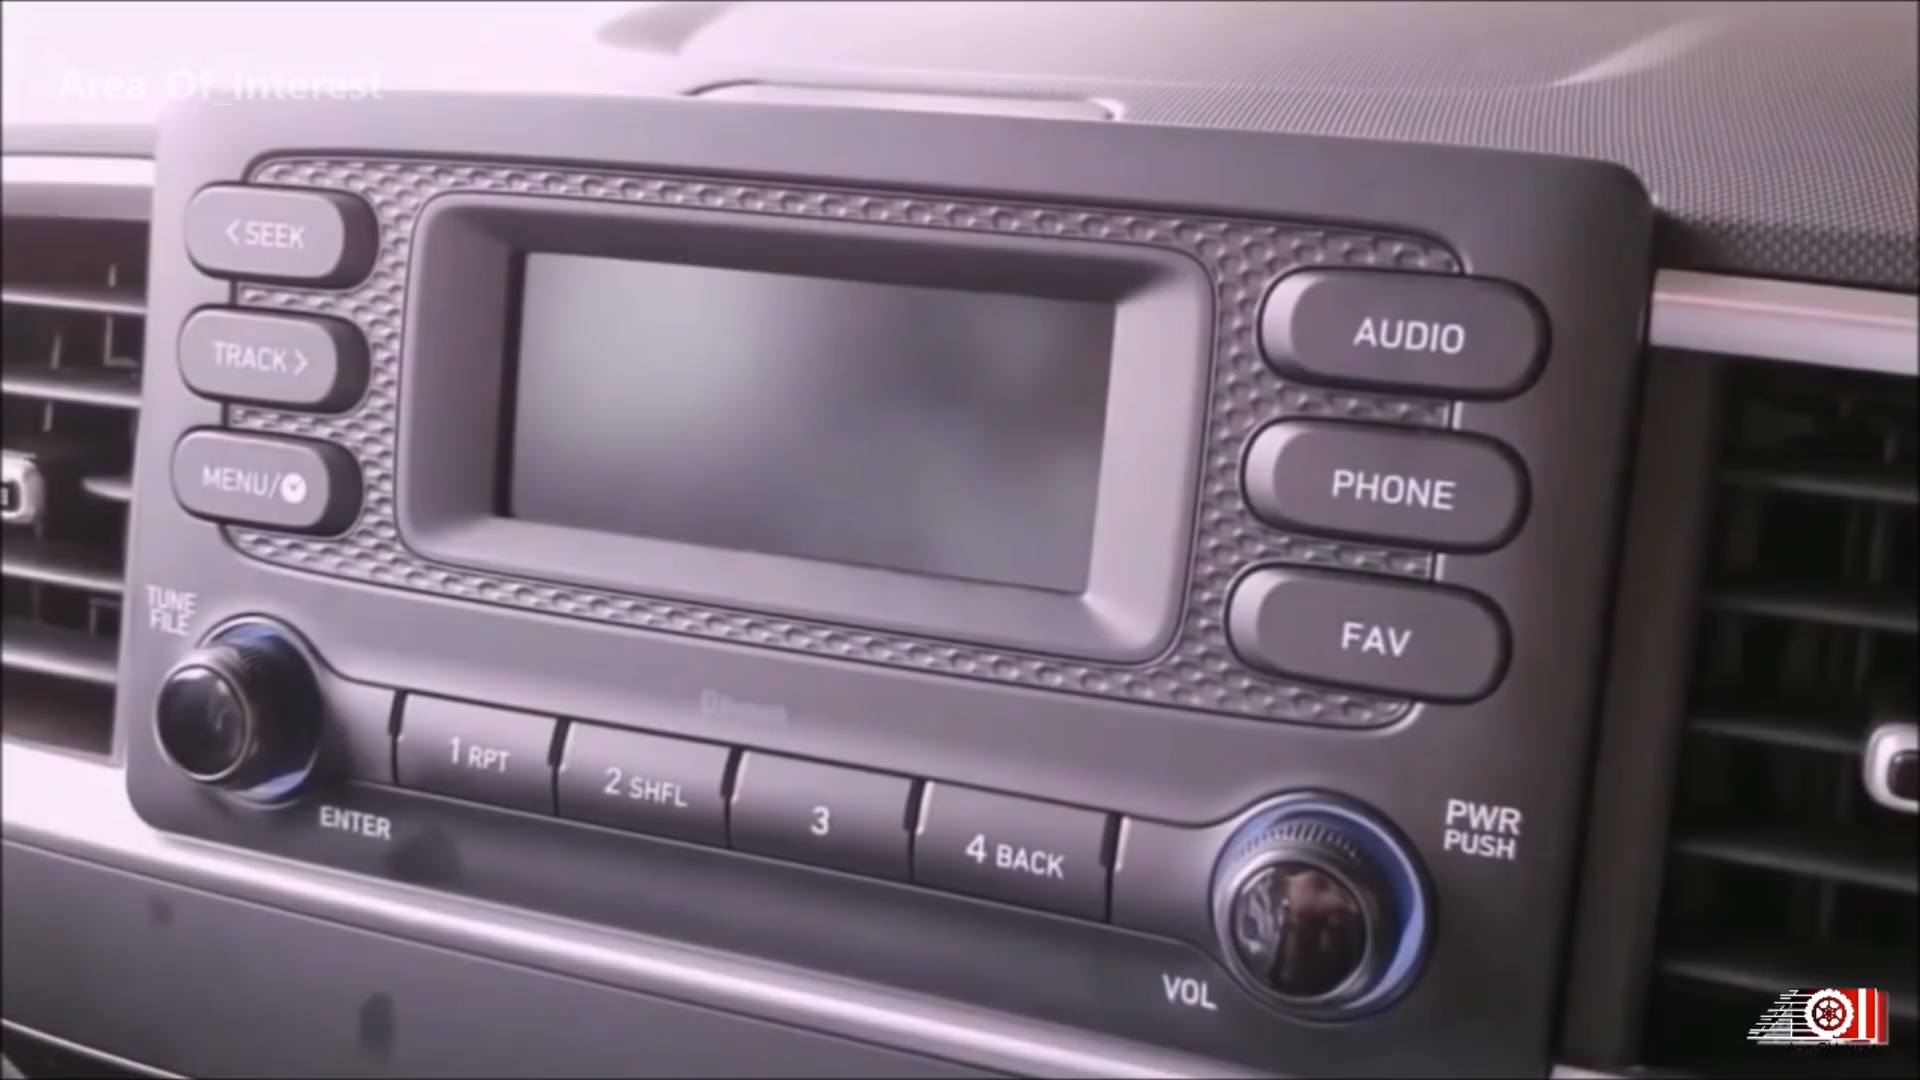 Area_Of_Interest
< SEEK
TRACK >
MENU/
AUDIO
PHONE
FAV
TUNE
FILE
ENTER
1 RPT
2 SHFL
3
4 BACK
VOL
PWR
PUSH